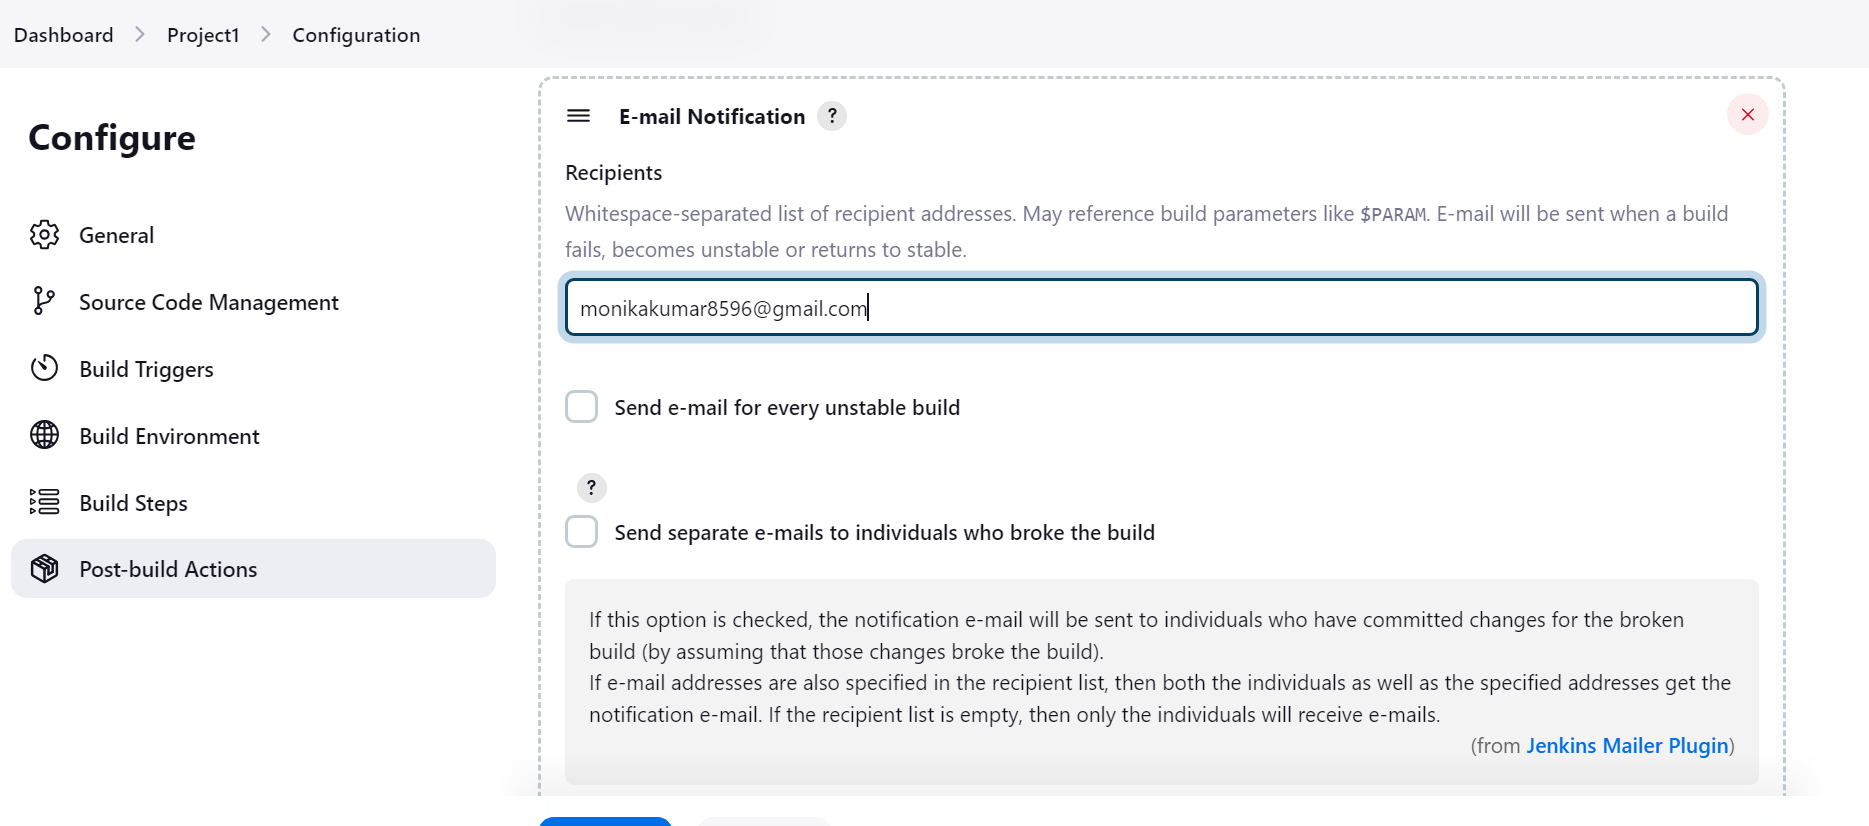 Dashboard > Project1 > Configuration
Configure
General
Source Code Management
Build Triggers
Build Environment
Build Steps
Post-build Actions
E-mail Notification ?
Recipients
Whitespace-separated list of recipient addresses. May reference build parameters like $PARAM. E-mail will be sent when a build
fails, becomes unstable or returns to stable.
monikakumar8596@gmail.com
Send e-mail for every unstable build
?
Send separate e-mails to individuals who broke the build
If this option is checked, the notification e-mail will be sent to individuals who have committed changes for the broken
build (by assuming that those changes broke the build).
If e-mail addresses are also specified in the recipient list, then both the individuals as well as the specified addresses get the
notification e-mail. If the recipient list is empty, then only the individuals will receive e-mails.
(from Jenkins Mailer Plugin)